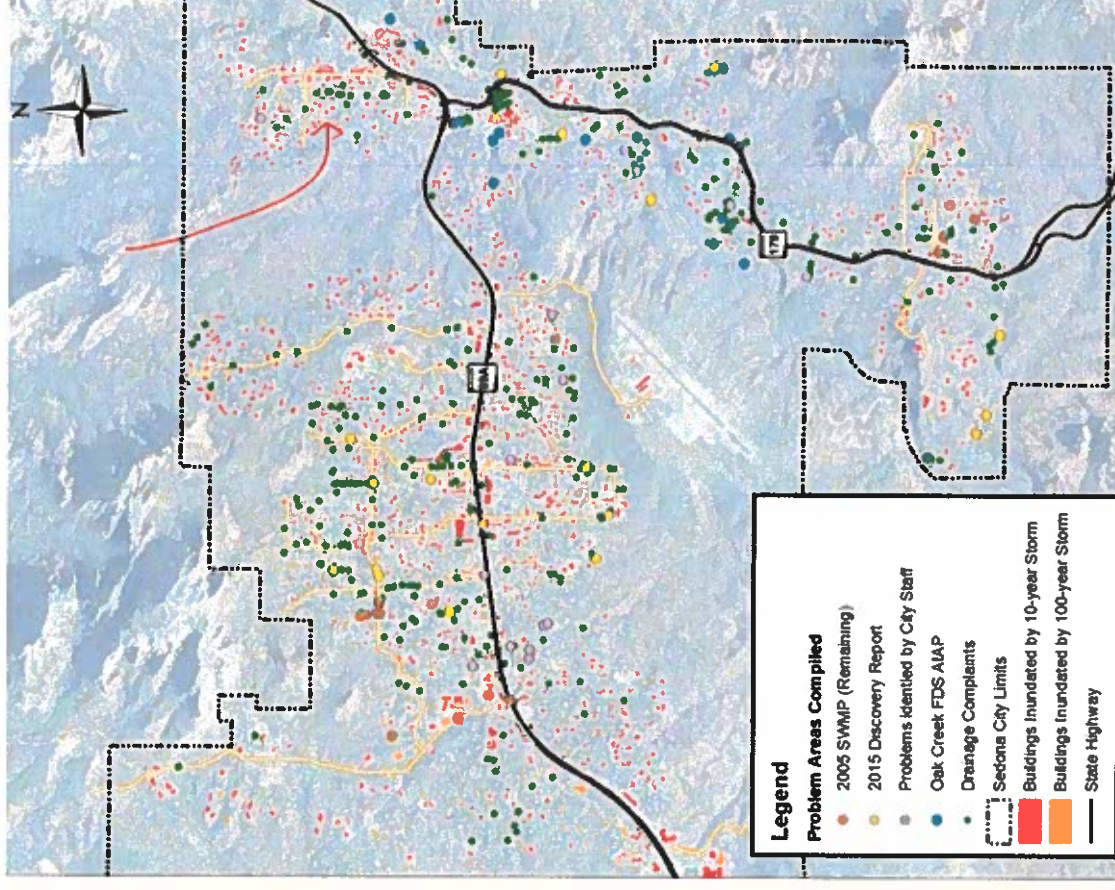 N
179
Legend
Problem Areas Compiled
2005 SWMP (Remaining)
2015 Discovery Report
Problems Identied by City Staff
Oak Creek FDS AIAP
Drainage Complaints
Sedona City Limits
Buildings Inundated by 10-year Storm
Buildings Inundated by 100-year Storm
State Highway